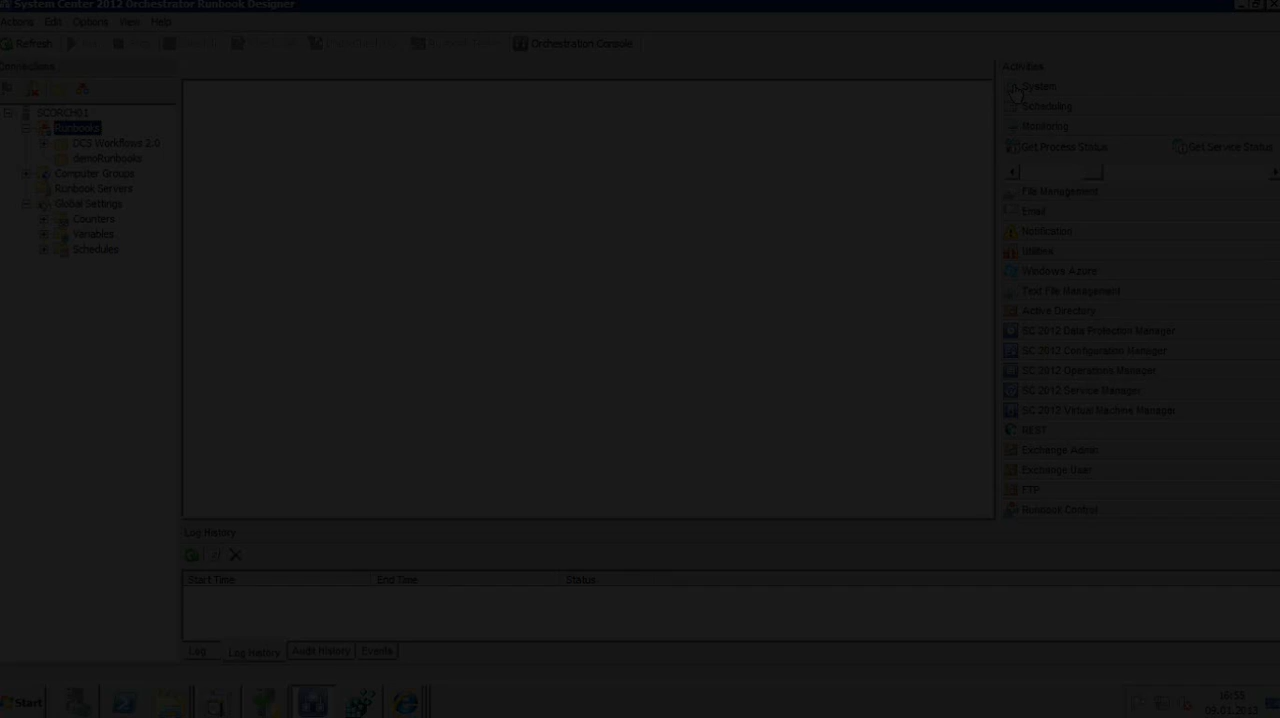 System Center 2012 Orchestrator Runbook Designer
Actions Edit Options View Help
Refresh Orchestration Console
Connections
SCORCH01
Runbooks
DCS Workflows 2.0
demoRunbooks
Computer Groups
Runbook Servers
Global Settings
Counters
Variables
Schedules
Activities
System
Scheduling
Monitoring
Get Process Status Get Service Status
File Management
Email
Notification
Utilities
Windows Azure
Text File Management
Active Directory
SC 2012 Data Protection Manager
SC 2012 Configuration Manager
SC 2012 Operations Manager
SC 2012 Service Manager
SC 2012 Virtual Machine Manager
REST
Exchange Admin
Exchange User
FTP
Runbook Control
Log History
Start Time End Time Status
Log Log History Audit History Events
Start
16:53
09.01.2013